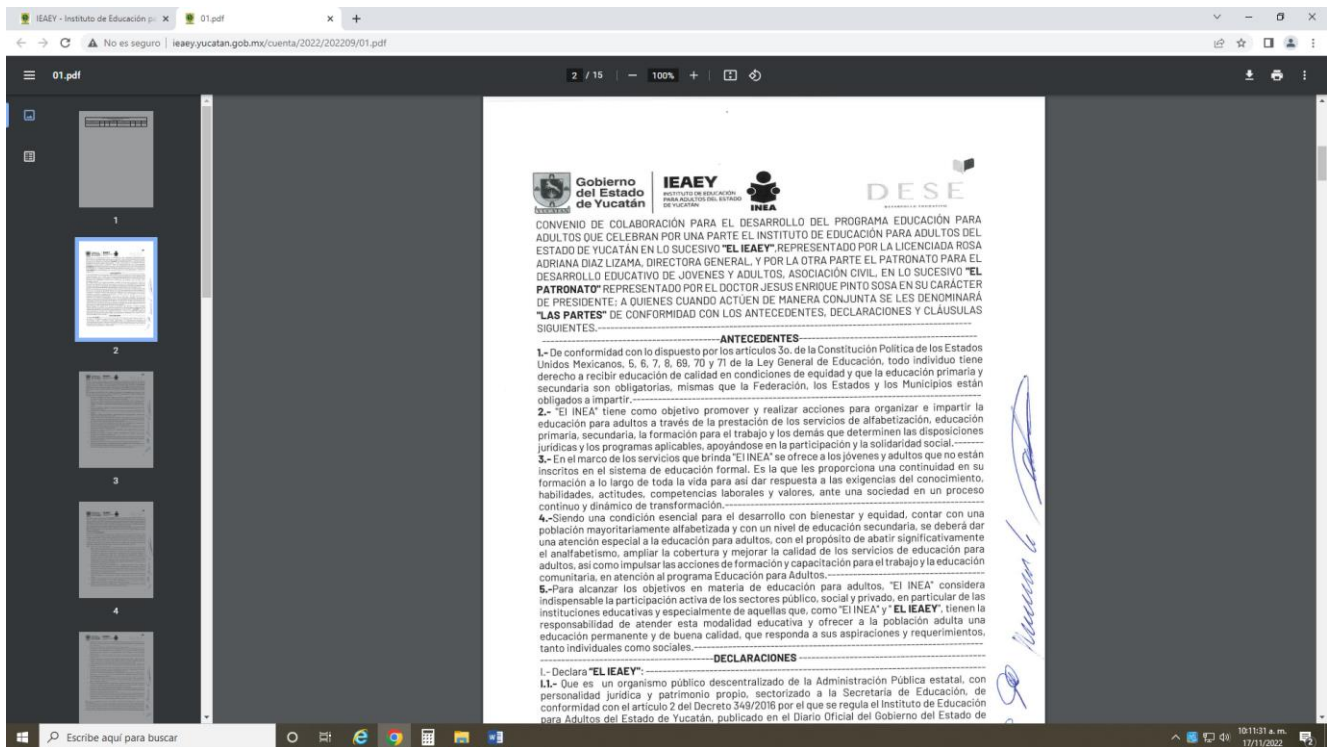 IEAEY - Instituto de Educación pa
01.pdf
No es seguro | ieaey.yucatan.gob.mx/cuenta/2022/202209/01.pdf
01.pdf
2 / 15
100%
1
2
3
4
Gobierno
del Estado
de Yucatán
IEAEY
INSTITUTO DE EDUCACIÓN
PARA ADULTOS DEL ESTADO
DE YUCATÁN
INEA
DESE
CONVENIO DE COLABORACIÓN PARA EL DESARROLLO DEL PROGRAMA EDUCACIÓN PARA
ADULTOS QUE CELEBRAN POR UNA PARTE EL INSTITUTO DE EDUCACIÓN PARA ADULTOS DEL
ESTADO DE YUCATÁN EN LO SUCESIVO "EL IEAEY",REPRESENTADO POR LA LICENCIADA ROSA
ADRIANA DIAZ LIZAMA, DIRECTORA GENERAL, Y POR LA OTRA PARTE EL PATRONATO PARA EL
DESARROLLO EDUCATIVO DE JOVENES Y ADULTOS, ASOCIACIÓN CIVIL, EN LO SUCESIVO "EL
PATRONATO" REPRESENTADO POR EL DOCTOR JESUS ENRIQUE PINTO SOSA EN SU CARÁCTER
DE PRESIDENTE; A QUIENES CUANDO ACTÚEN DE MANERA CONJUNTA SE LES DENOMINARÁ
"LAS PARTES" DE CONFORMIDAD CON LOS ANTECEDENTES, DECLARACIONES Y CLÁUSULAS
SIGUIENTES.-
ANTECEDENTES
1.- De conformidad con lo dispuesto por los artículos 3o. de la Constitución Política de los Estados
Unidos Mexicanos, 5, 6, 7, 8, 69, 70 y 71 de la Ley General de Educación, todo individuo tiene
derecho a recibir educación de calidad en condiciones de equidad y que la educación primaria y
secundaria son obligatorias, mismas que la Federación, los Estados y los Municipios están
obligados a impartir.-
2.- "El INEA" tiene como objetivo promover y realizar acciones para organizar e impartir la
educación para adultos a través de la prestación de los servicios de alfabetización, educación
primaria, secundaria, la formación para el trabajo y los demás que determinen las disposiciones
jurídicas y los programas aplicables, apoyándose en la participación y la solidaridad social.-
3.- En el marco de los servicios que brinda "El INEA" se ofrece a los jóvenes y adultos que no están
inscritos en el sistema de educación formal. Es la que les proporciona una continuidad en su
formación a lo largo de toda la vida para así dar respuesta a las exigencias del conocimiento,
habilidades, actitudes, competencias laborales y valores, ante una sociedad en un proceso
continuo y dinámico de transformación.-
4.-Siendo una condición esencial para el desarrollo con bienestar y equidad, contar con una
población mayoritariamente alfabetizada y con un nivel de educación secundaria, se deberá dar
una atención especial a la educación para adultos, con el propósito de abatir significativamente
el analfabetismo, ampliar la cobertura y mejorar la calidad de los servicios de educación para
adultos, así como impulsar las acciones de formación y capacitación para el trabajo y la educación
comunitaria, en atención al programa Educación para Adultos.-
5.-Para alcanzar los objetivos en materia de educación para adultos, "El INEA" considera
indispensable la participación activa de los sectores público, social y privado, en particular de las
instituciones educativas y especialmente de aquellas que, como "El INEA" y "EL IEAEY", tienen la
responsabilidad de atender esta modalidad educativa y ofrecer a la población adulta una
educación permanente y de buena calidad, que responda a sus aspiraciones y requerimientos,
tanto individuales como sociales.-
DECLARACIONES
I.- Declara "EL IEAEY":
I.1.- Que es un organismo público descentralizado de la Administración Pública estatal, con
personalidad jurídica y patrimonio propio, sectorizado a la Secretaría de Educación, de
conformidad con el artículo 2 del Decreto 349/2016 por el que se regula el Instituto de Educación
para Adultos del Estado de Yucatán, publicado en el Diario Oficial del Gobierno del Estado de
Escribe aquí para buscar
10:11:31 a. m.
17/11/2022